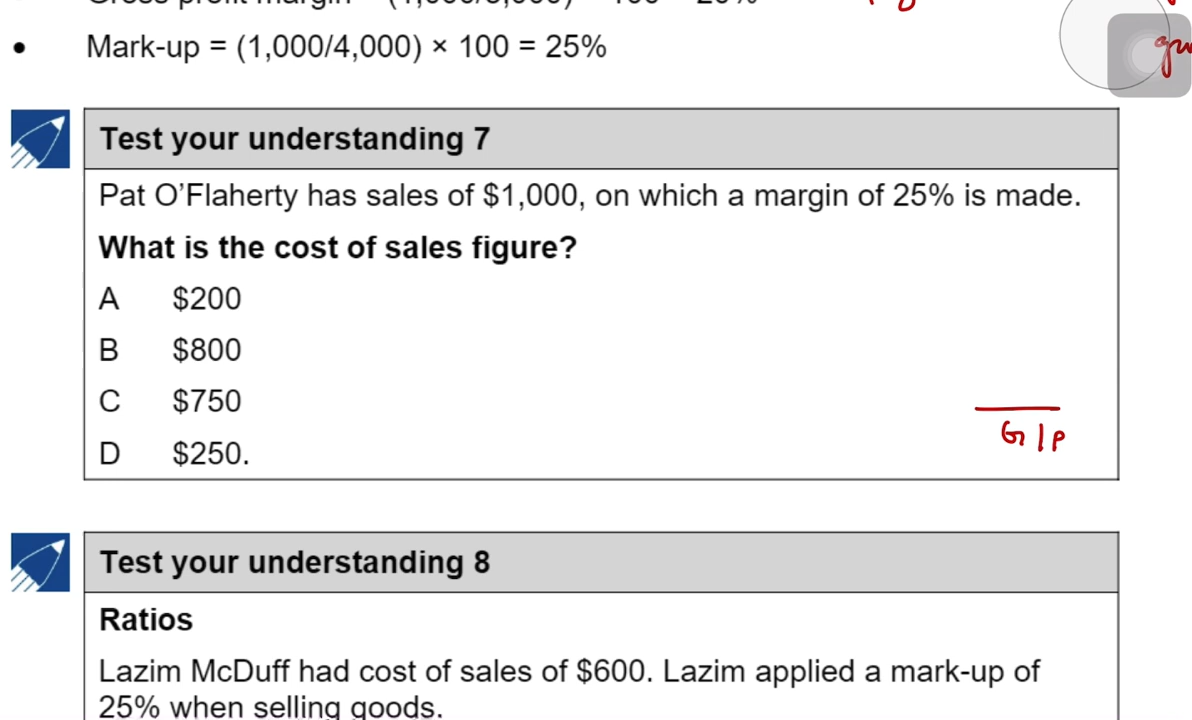 • Mark-up = (1,000/4,000) × 100 = 25%
Test your understanding 7
Pat O'Flaherty has sales of $1,000, on which a margin of 25% is made.
What is the cost of sales figure?
A $200
B $800
C $750
D $250.
G/P
Test your understanding 8
Ratios
Lazim McDuff had cost of sales of $600. Lazim applied a mark-up of
25% when selling goods.